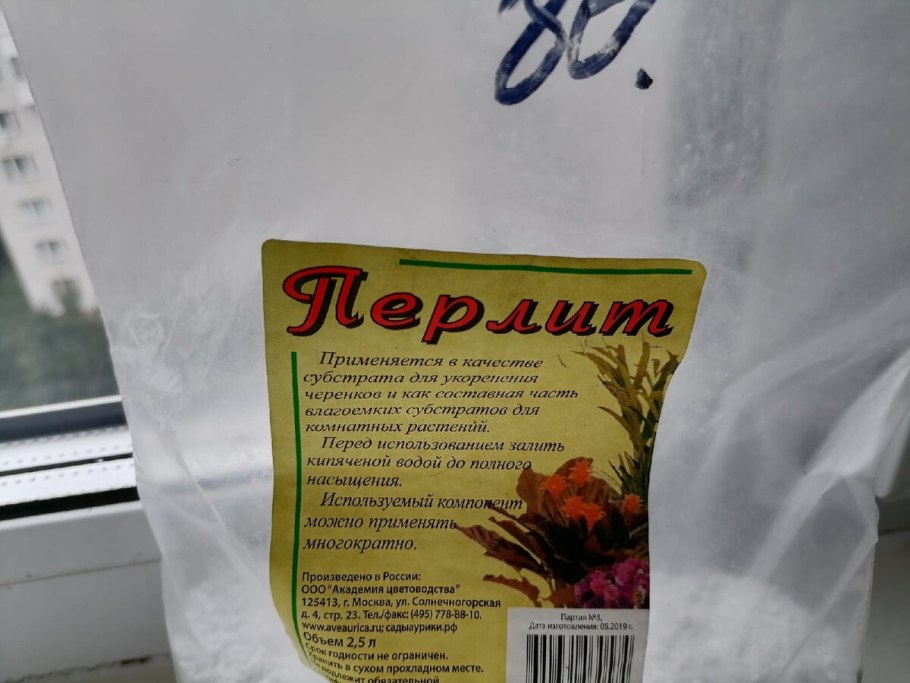 80.
Перлит
Применяется в качестве
субстрата для укоренения
черенков и как составная часть
влагоемких субстратов для
комнатных растений.
Перед использованием залить
кипяченой водой до полного
насыщения.
Используемый компонент
можно применять
многократно.
Произведено в России:
ООО "Академия цветоводства"
125413, г. Москва, ул. Солнечногорская
д. 4, стр. 23. Тел./факс: (495) 778-88-10.
www.aveaurica.ru; садыаурики.рф
Объем 2,5 л
Срок годности не ограничен.
Хранить в сухом прохладном месте.
подлежит обязательной
Партия №3,
Дата изготовления: 05.2019 г.